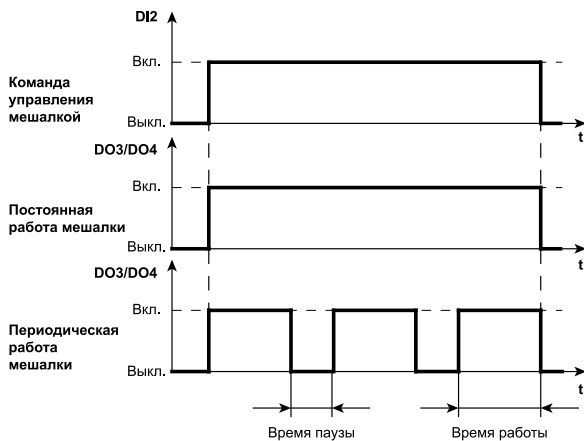 DI2
Вкл.
Команда
управления
мешалкой
Выкл.
t
DO3/DO4
Вкл.
Постоянная
работа мешалки
Выкл.
t
DO3/DO4
Вкл.
Периодическая
работа
мешалки
Выкл.
t
Время паузы
Время работы